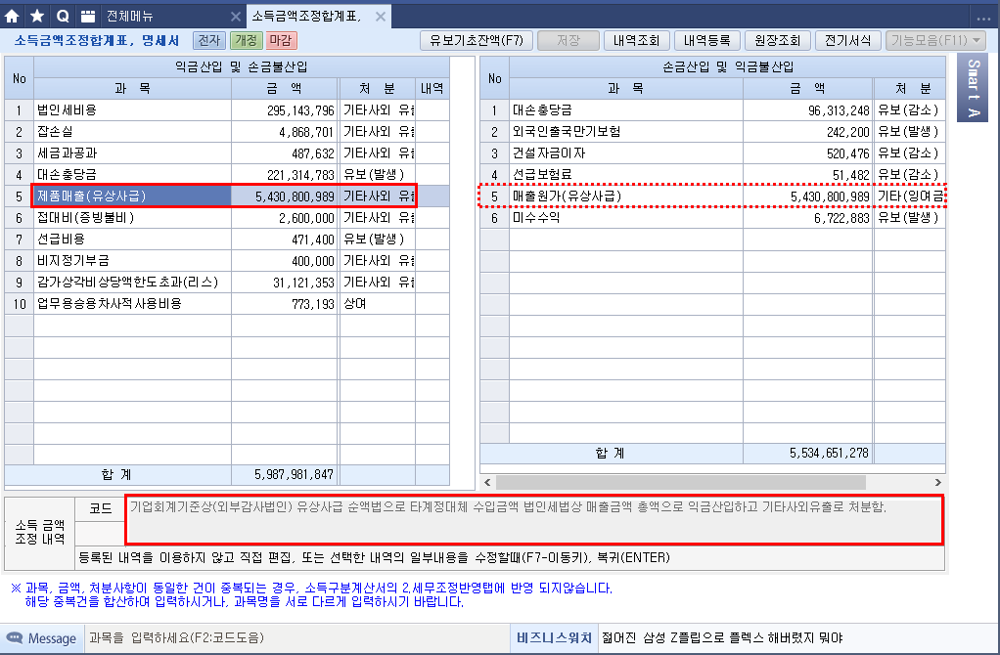 전체메뉴
소득금액조정합계표,
소득금액조정합계표, 명세서 전자 개정 마감 유보기초잔액(F7) 저장 내역조회 내역등록 원장조회 전기서식 기능모음(F11)
No 익금산입 및 손금불산입
과 목 금 액 처 분 내역
1 법인세비용 295,143,796 기타사외 유출
2 잡손실 4,868,701 기타사외 유출
3 세금과공과 487,632 기타사외 유출
4 대손충당금 221,314,783 유보(발생)
5 제품매출(유상사급) 5,430,800,989 기타사외 유출
6 접대비(증빙불비) 2,600,000 기타사외 유출
7 선급비용 471,400 유보(발생)
8 비지정기부금 400,000 기타사외 유출
9 감가상각비상당액한도초과(리스) 31,121,353 기타사외 유출
10 업무용승용차사적사용비용 773,193 상여
합 계 5,987,981,847
No 손금산입 및 익금불산입
과 목 금 액 처 분
1 대손충당금 96,313,248 유보(감소)
2 외국인출국만기보험 242,200 유보(발생)
3 건설자금이자 520,476 유보(감소)
4 선급보험료 51,482 유보(감소)
5 매출원가(유상사급) 5,430,800,989 기타(잉여금
6 미수수익 6,722,883 유보(발생)
합 계 5,534,651,278
Smart A
소득 금액
조정 내역
코드
기업회계기준상(외부감사법인) 유상사급 순액법으로 타계정대체 수입금액 법인세법상 매출금액 총액으로 익금산입하고 기타사외유출로 처분함.
등록된 내역을 이용하지 않고 직접 편집, 또는 선택한 내역의 일부내용을 수정할때(F7-이동키), 복귀(ENTER)
※ 과목, 금액, 처분사항이 동일한 건이 중복되는 경우, 소득구분계산서의 2.세무조정반영탭에 반영 되지않습니다.
해당 중복건을 합산하여 입력하시거나, 과목명을 서로 다르게 입력하시기 바랍니다.
Message 과목을 입력하세요(F2:코드도움) 비즈니스워치 젊어진 삼성 Z플립으로 플렉스 해버렸지 뭐야